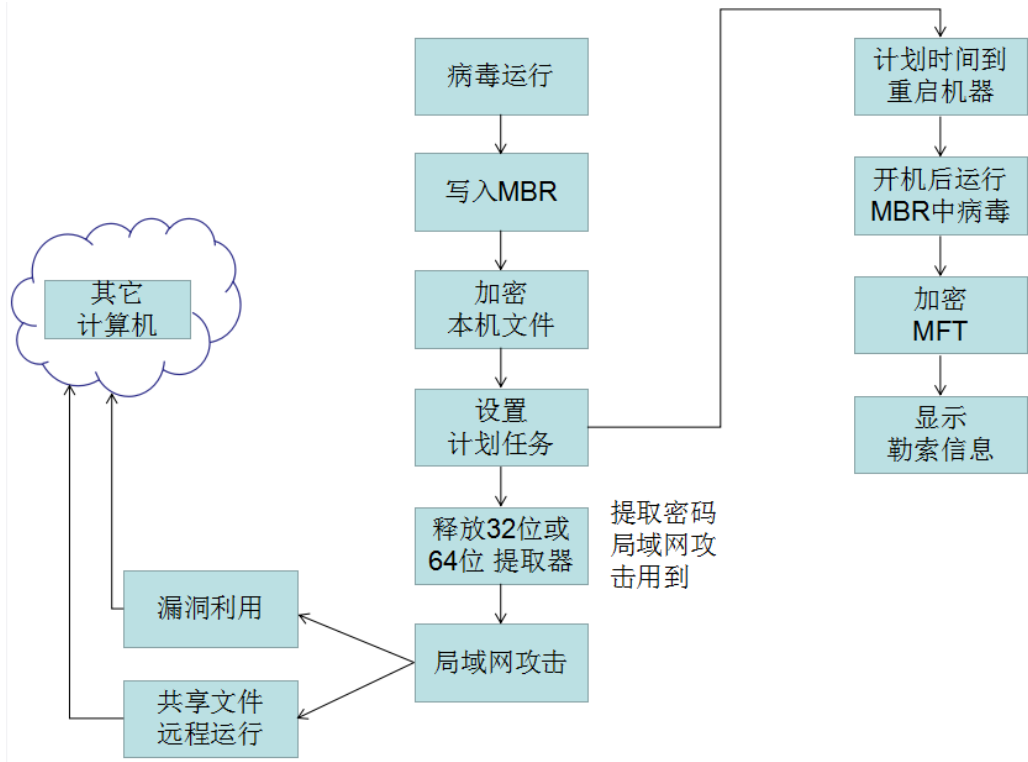 病毒运行
写入MBR
加密
本机文件
设置
计划任务
释放32位或
64位 提取器
提取密码
局域网攻
击用到
局域网攻击
漏洞利用
共享文件
远程运行
其它
计算机
计划时间到
重启机器
开机后运行
MBR中病毒
加密
MFT
显示
勒索信息